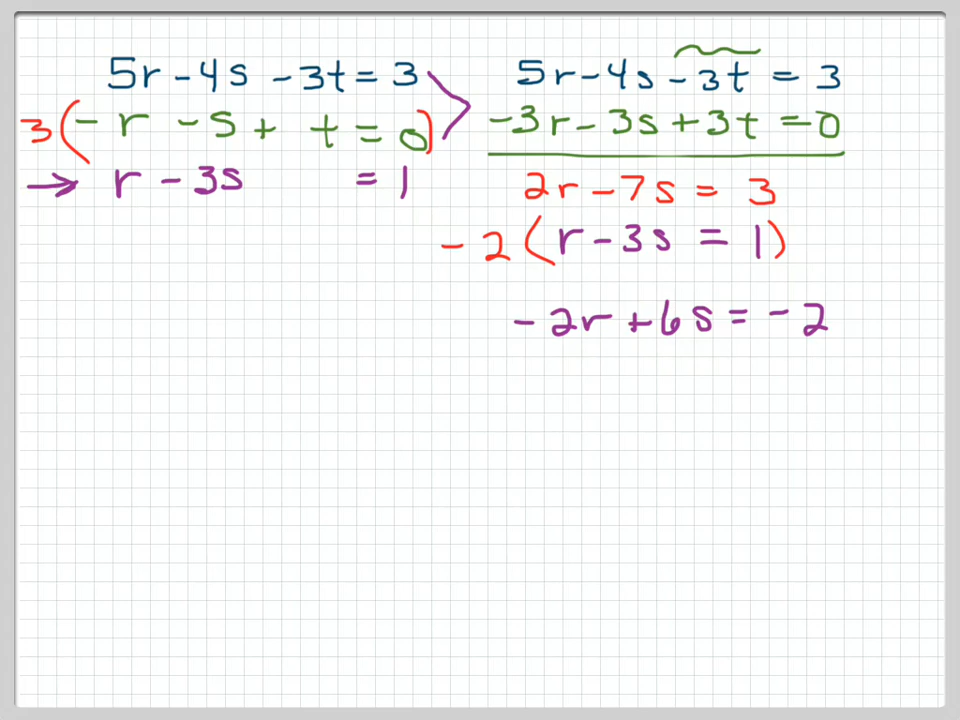 5r - 4s - 3t = 3
3(- r - s + t = 0)
→ r - 3s = 1
5r - 4s - 3t = 3
-3r - 3s + 3t = 0
2r - 7s = 3
-2(r - 3s = 1)
-2r + 6s = -2